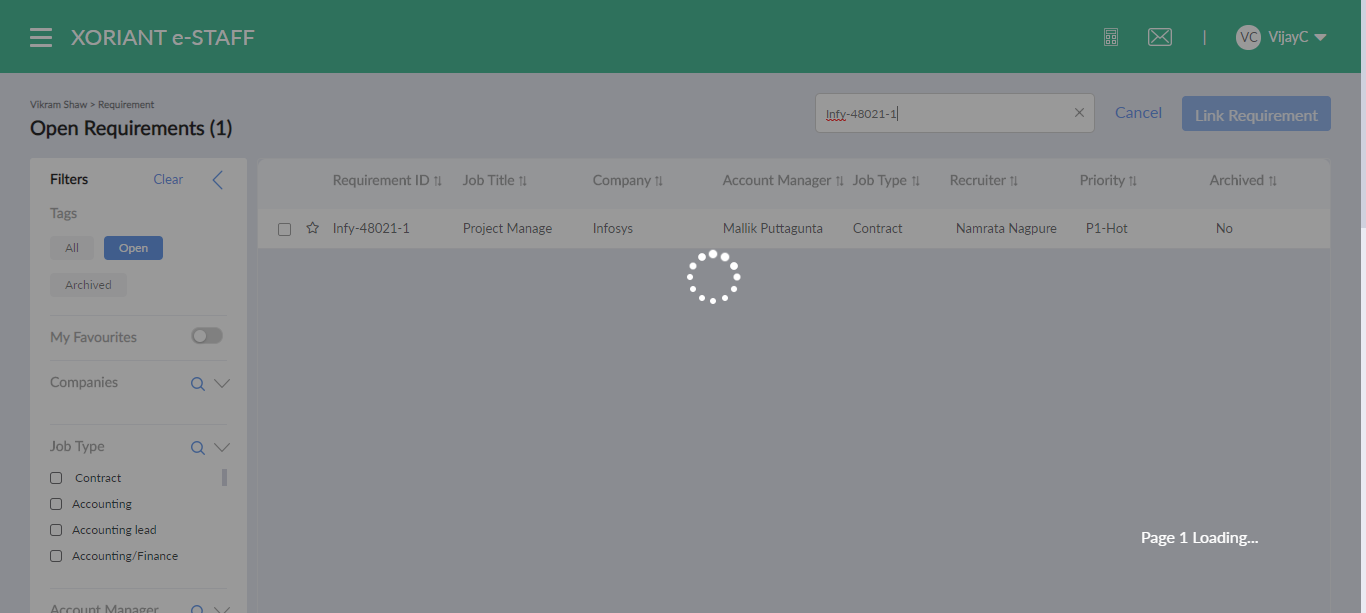 XORIANT e-STAFF
| VC VijayC
Vikram Shaw > Requirement
Open Requirements (1)
Infy-48021-1
Cancel
Link Requirement
Filters Clear
Tags
All Open
Archived
My Favourites
Companies
Job Type
Contract
Accounting
Accounting lead
Accounting/Finance
Account Manager
Requirement ID Job Title Company Account Manager Job Type Recruiter Priority Archived
Infy-48021-1 Project Manage Infosys Mallik Puttagunta Contract Namrata Nagpure P1-Hot No
Page 1 Loading...